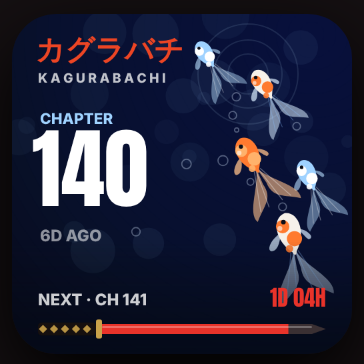 カグラバチ
KAGURABACHI
CHAPTER
140
6D AGO
NEXT · CH 141
1D 04H